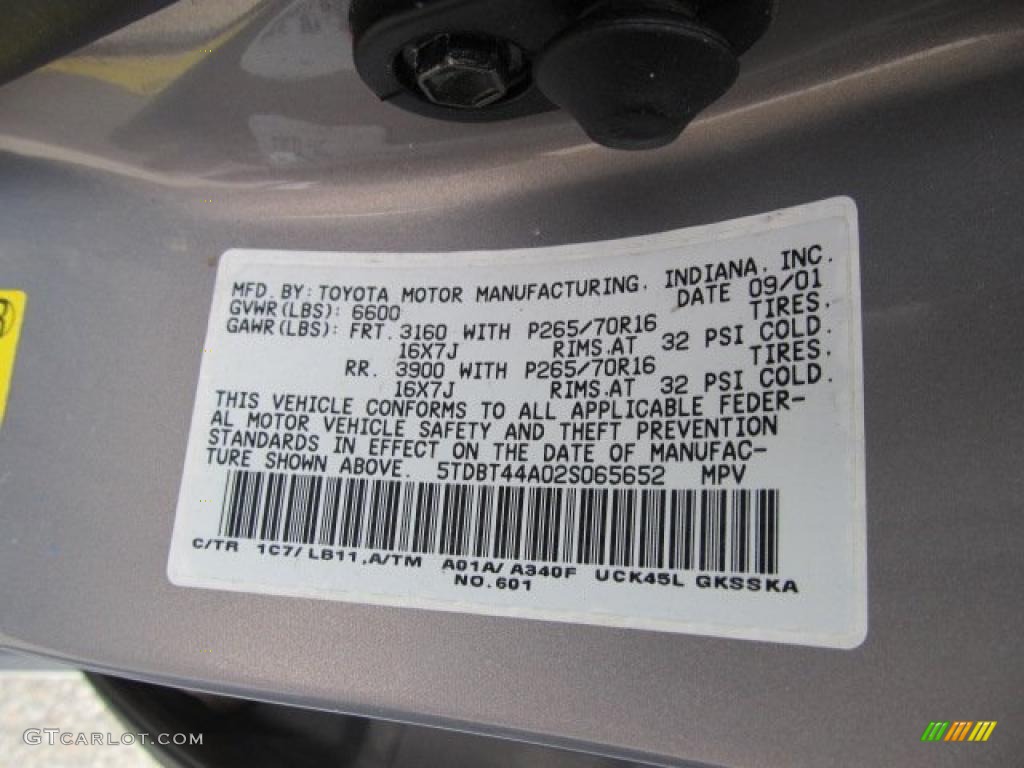 MFD. BY: TOYOTA MOTOR MANUFACTURING, INDIANA, INC.
GVWR(LBS): 6600 DATE 09/01
GAWR(LBS): FRT. 3160 WITH P265/70R16 TIRES,
16X7J RIMS,AT 32 PSI COLD.
RR. 3900 WITH P265/70R16 TIRES,
16X7J RIMS,AT 32 PSI COLD.
THIS VEHICLE CONFORMS TO ALL APPLICABLE FEDER-
AL MOTOR VEHICLE SAFETY AND THEFT PREVENTION
STANDARDS IN EFFECT ON THE DATE OF MANUFAC-
TURE SHOWN ABOVE. 5TDBT44A02S065652 MPV
C/TR 1C7/LB11,A/TM A01A/A340F UCK45L GKSSKA
NO.601
GTCARLOT.COM